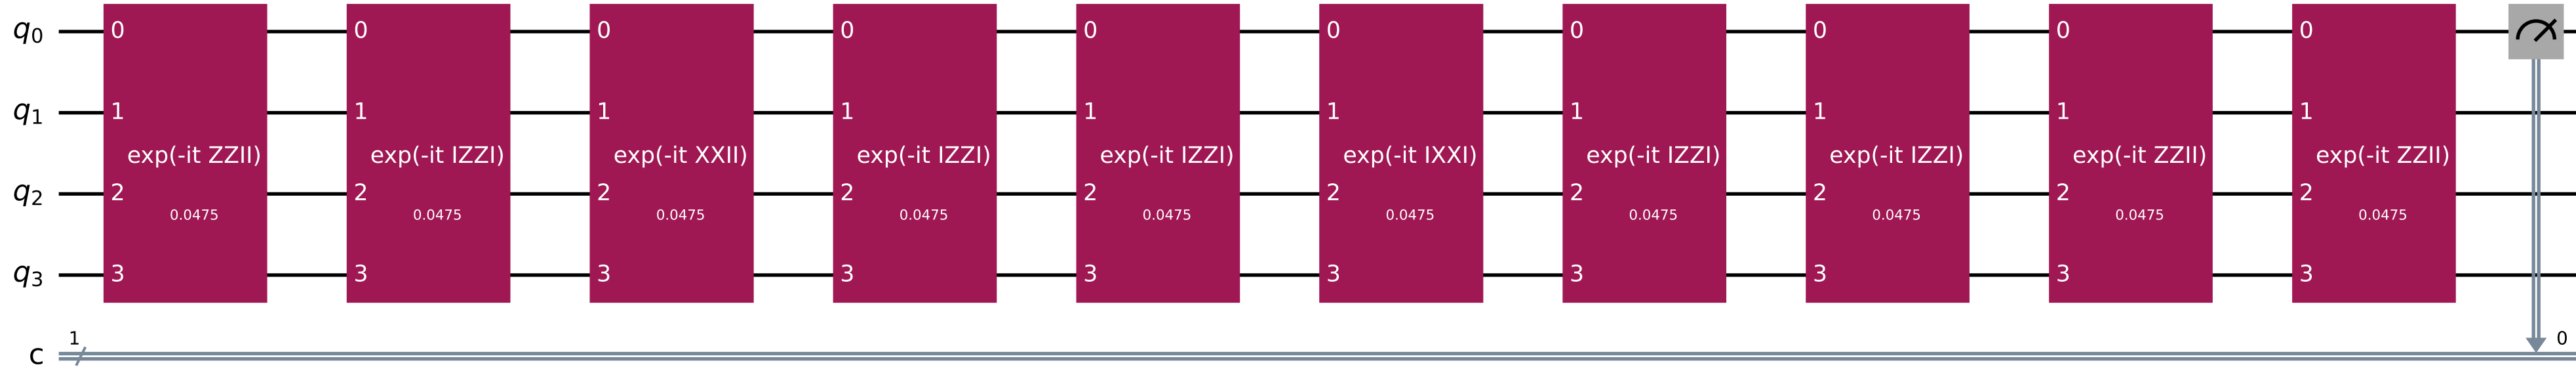 q0 0 0 0 0 0 0 0 0 0 0
q1 1 1 1 1 1 1 1 1 1 1
exp(-it ZZII) exp(-it IZZI) exp(-it XXII) exp(-it IZZI) exp(-it IZZI) exp(-it IXXI) exp(-it IZZI) exp(-it IZZI) exp(-it ZZII) exp(-it ZZII)
q2 2 2 2 2 2 2 2 2 2 2
0.0475 0.0475 0.0475 0.0475 0.0475 0.0475 0.0475 0.0475 0.0475 0.0475
q3 3 3 3 3 3 3 3 3 3 3
1 0
c